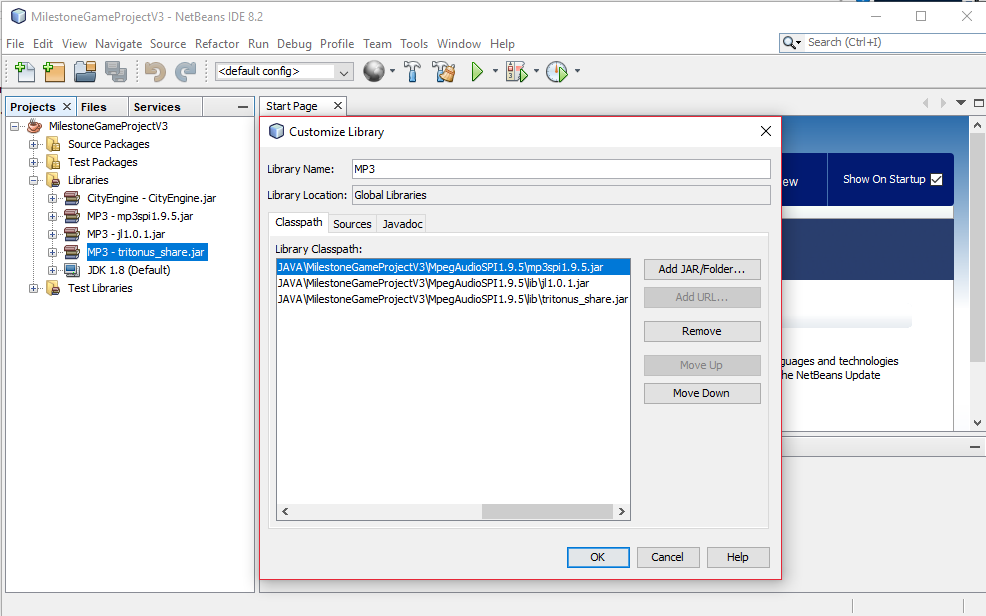 MilestoneGameProjectV3 - NetBeans IDE 8.2
File Edit View Navigate Source Refactor Run Debug Profile Team Tools Window Help
Search (Ctrl+I)
<default config>
Projects Files Services
Start Page
MilestoneGameProjectV3
Source Packages
Test Packages
Libraries
CityEngine - CityEngine.jar
MP3 - mp3spi1.9.5.jar
MP3 - jl1.0.1.jar
MP3 - tritonus_share.jar
JDK 1.8 (Default)
Test Libraries
Customize Library
Library Name: MP3
Library Location: Global Libraries
Classpath Sources Javadoc
Library Classpath:
JAVA\MilestoneGameProjectV3\MpegAudioSPI1.9.5\mp3spi1.9.5.jar
JAVA\MilestoneGameProjectV3\MpegAudioSPI1.9.5\lib\jl1.0.1.jar
JAVA\MilestoneGameProjectV3\MpegAudioSPI1.9.5\lib\tritonus_share.jar
Add JAR/Folder...
Add URL...
Remove
Move Up
Move Down
OK Cancel Help
ew
Show On Startup
guages and technologies
he NetBeans Update